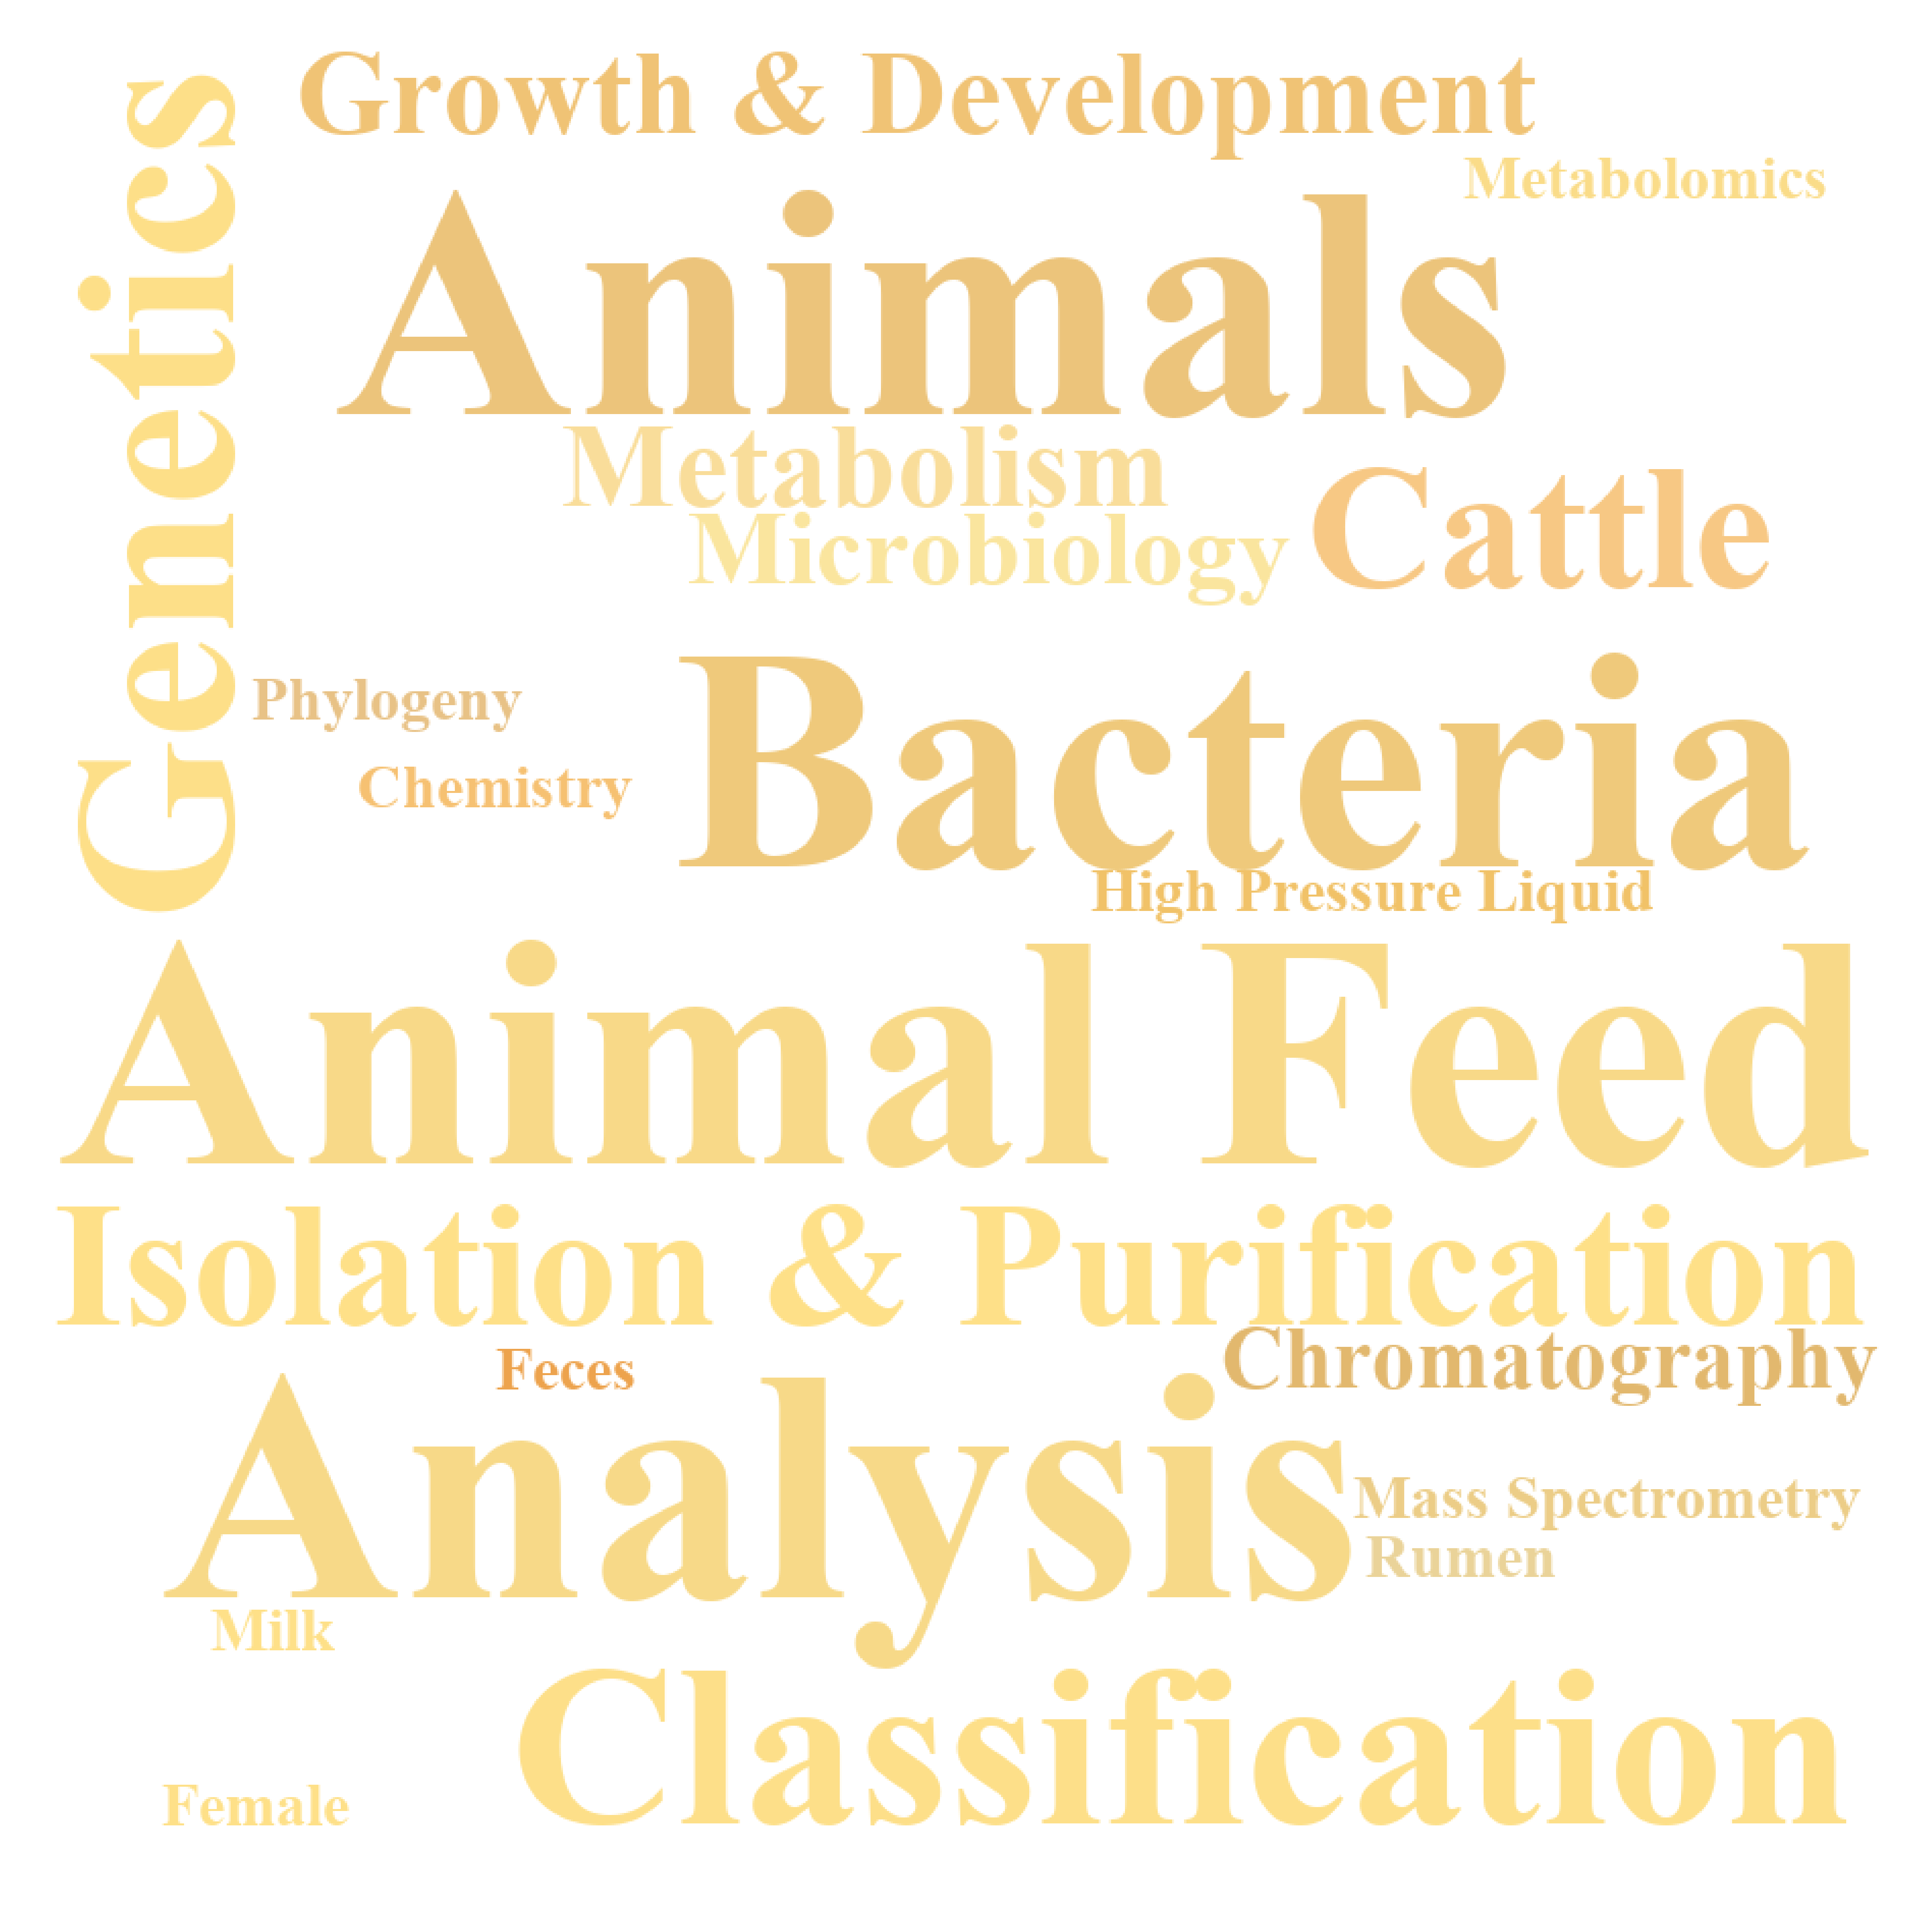 Growth & Development
Genetics
Metabolomics
Animals
Metabolism
Cattle
Microbiology
Phylogeny
Bacteria
Chemistry
High Pressure Liquid
Animal Feed
Isolation & Purification
Chromatography
Feces
Analysis
Mass Spectrometry
Rumen
Milk
Classification
Female